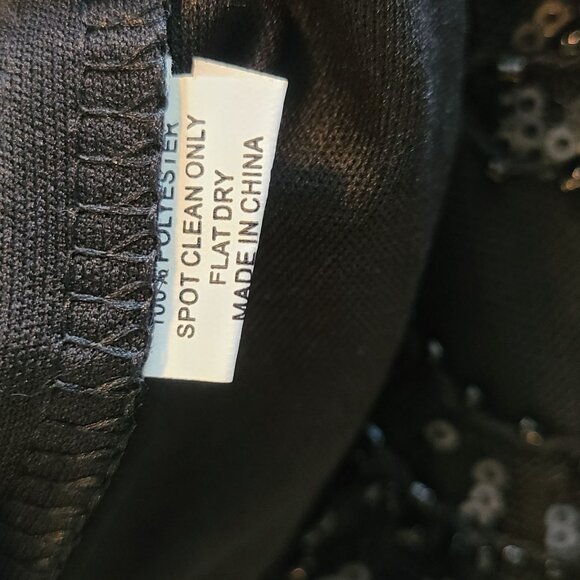 100% POLYESTER
SPOT CLEAN ONLY
FLAT DRY
MADE IN CHINA